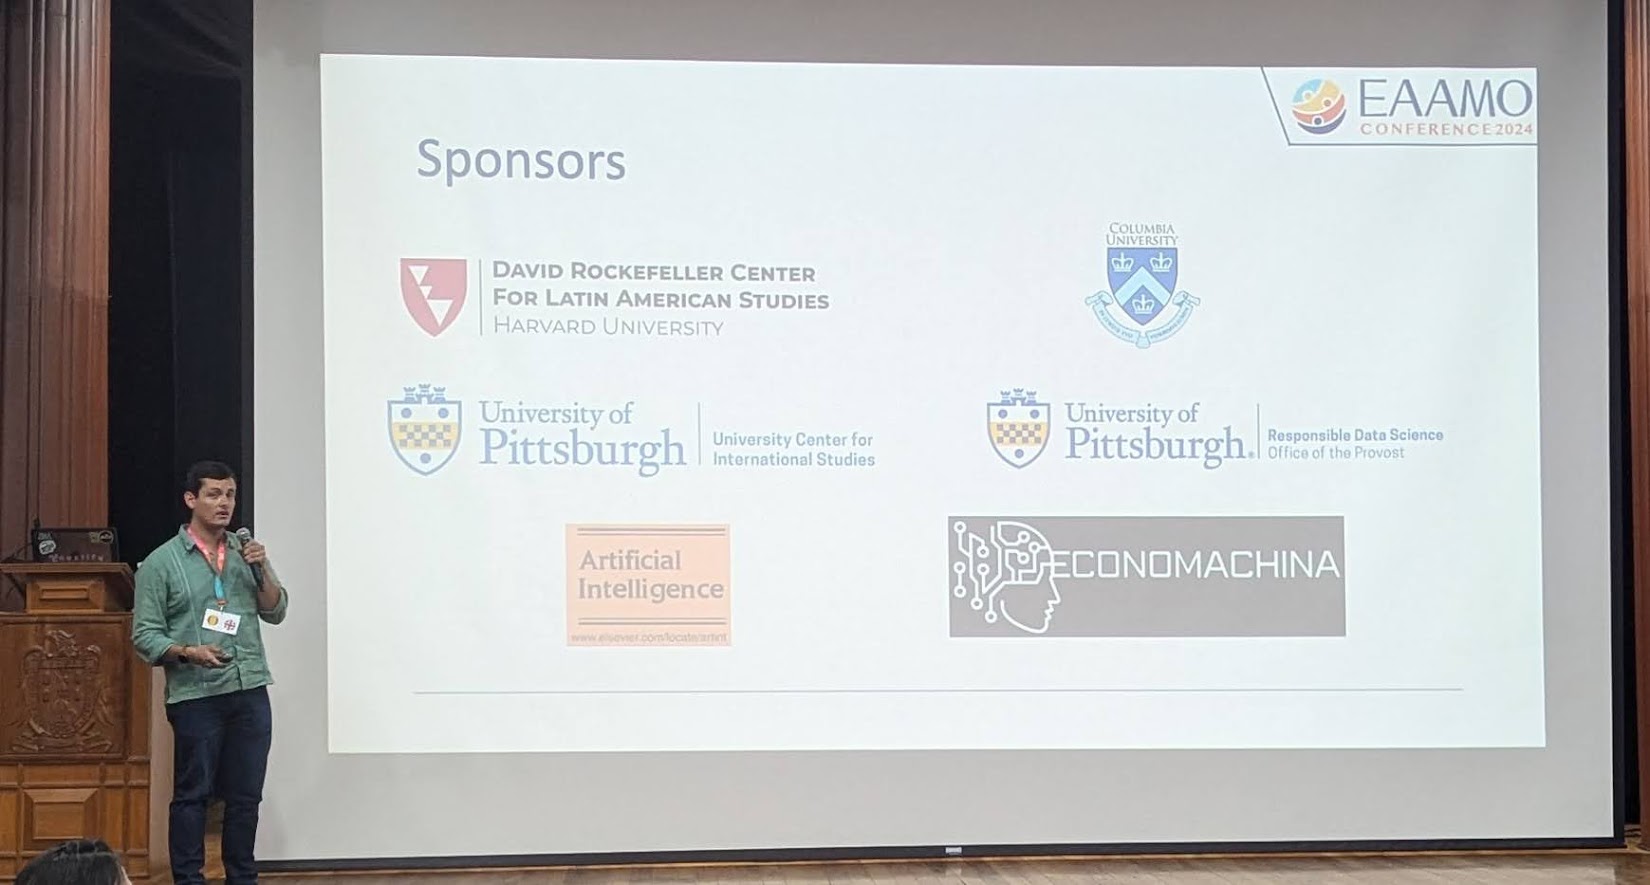 EAAMO
CONFERENCE 2024
Sponsors
DAVID ROCKEFELLER CENTER
FOR LATIN AMERICAN STUDIES
HARVARD UNIVERSITY
COLUMBIA
UNIVERSITY
University of
Pittsburgh
University Center for
International Studies
University of
Pittsburgh®
Responsible Data Science
Office of the Provost
Artificial
Intelligence
www.elsevier.com/locate/artint
ECONOMACHINA